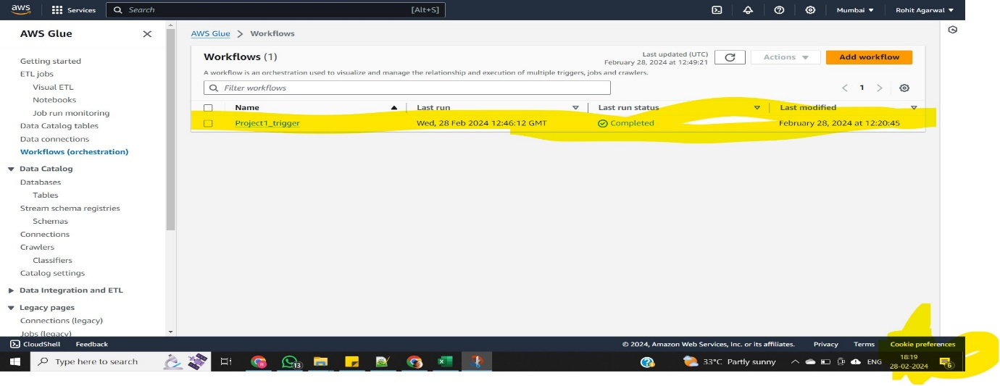 aws Services Search [Alt+S] Mumbai ▼ Rohit Agarwal ▼
AWS Glue
Getting started
ETL jobs
Visual ETL
Notebooks
Job run monitoring
Data Catalog tables
Data connections
Workflows (orchestration)
Data Catalog
Databases
Tables
Stream schema registries
Schemas
Connections
Crawlers
Classifiers
Catalog settings
Data Integration and ETL
Legacy pages
Connections (legacy)
Jobs (legacy)
AWS Glue > Workflows
Workflows (1)
Last updated (UTC)
February 28, 2024 at 12:49:21
Actions ▼
Add workflow
A workflow is an orchestration used to visualize and manage the relationship and execution of multiple triggers, jobs and crawlers.
Filter workflows
< 1 >
Name Last run Last run status Last modified
Project1_trigger Wed, 28 Feb 2024 12:46:12 GMT Completed February 28, 2024 at 12:20:45
CloudShell Feedback © 2024, Amazon Web Services, Inc. or its affiliates. Privacy Terms Cookie preferences
Type here to search 13 33°C Partly sunny ENG 18:19 6
28-02-2024